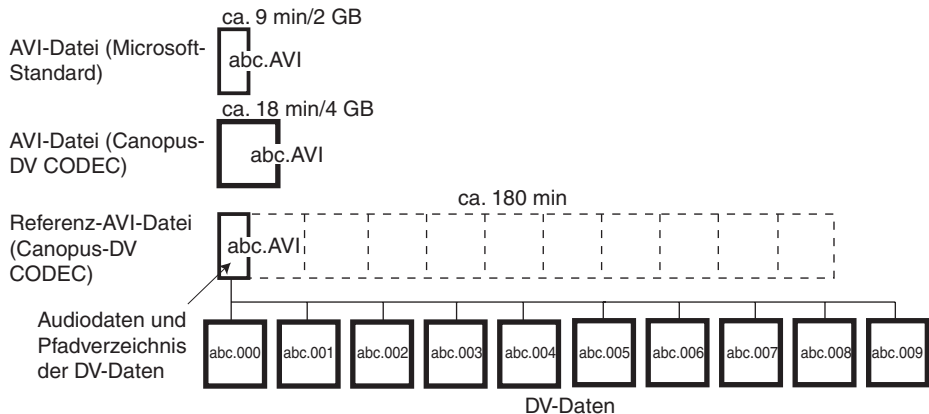 ca. 9 min/2 GB
AVI-Datei (Microsoft-
Standard)
abc.AVI
ca. 18 min/4 GB
AVI-Datei (Canopus-
DV CODEC)
abc.AVI
ca. 180 min
Referenz-AVI-Datei
(Canopus-DV
CODEC)
abc.AVI
Audiodaten und
Pfadverzeichnis
der DV-Daten
abc.000
abc.001
abc.002
abc.003
abc.004
abc.005
abc.006
abc.007
abc.008
abc.009
DV-Daten